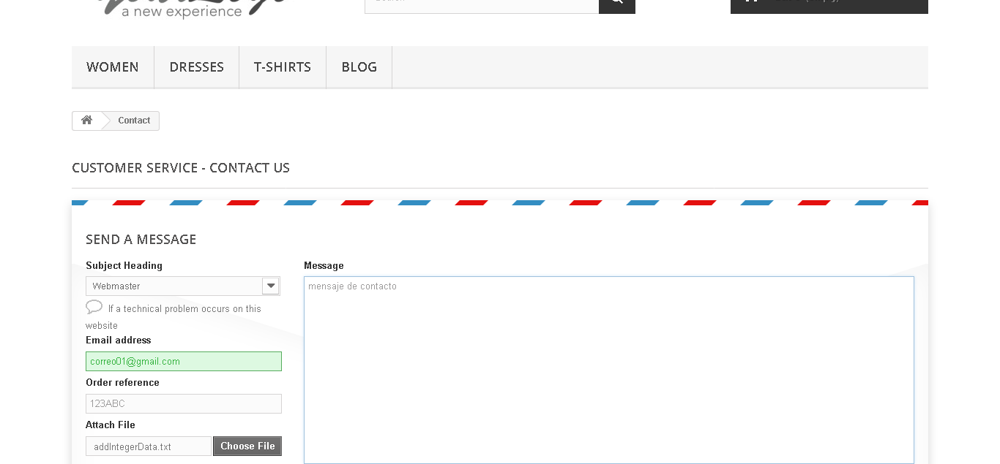 a new experience
WOMEN DRESSES T-SHIRTS BLOG
Contact
CUSTOMER SERVICE - CONTACT US
SEND A MESSAGE
Subject Heading
Webmaster
If a technical problem occurs on this
website
Email address
correo01@gmail.com
Order reference
123ABC
Attach File
addIntegerData.txt Choose File
Message
mensaje de contacto